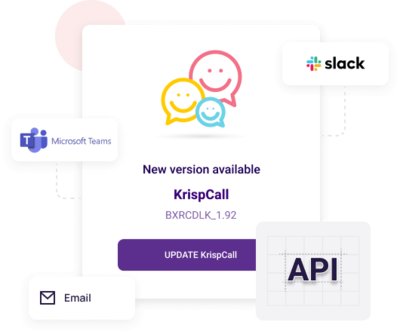 slack
Microsoft Teams
New version available
KrispCall
BXRCDLK_1.92
UPDATE KrispCall
API
Email